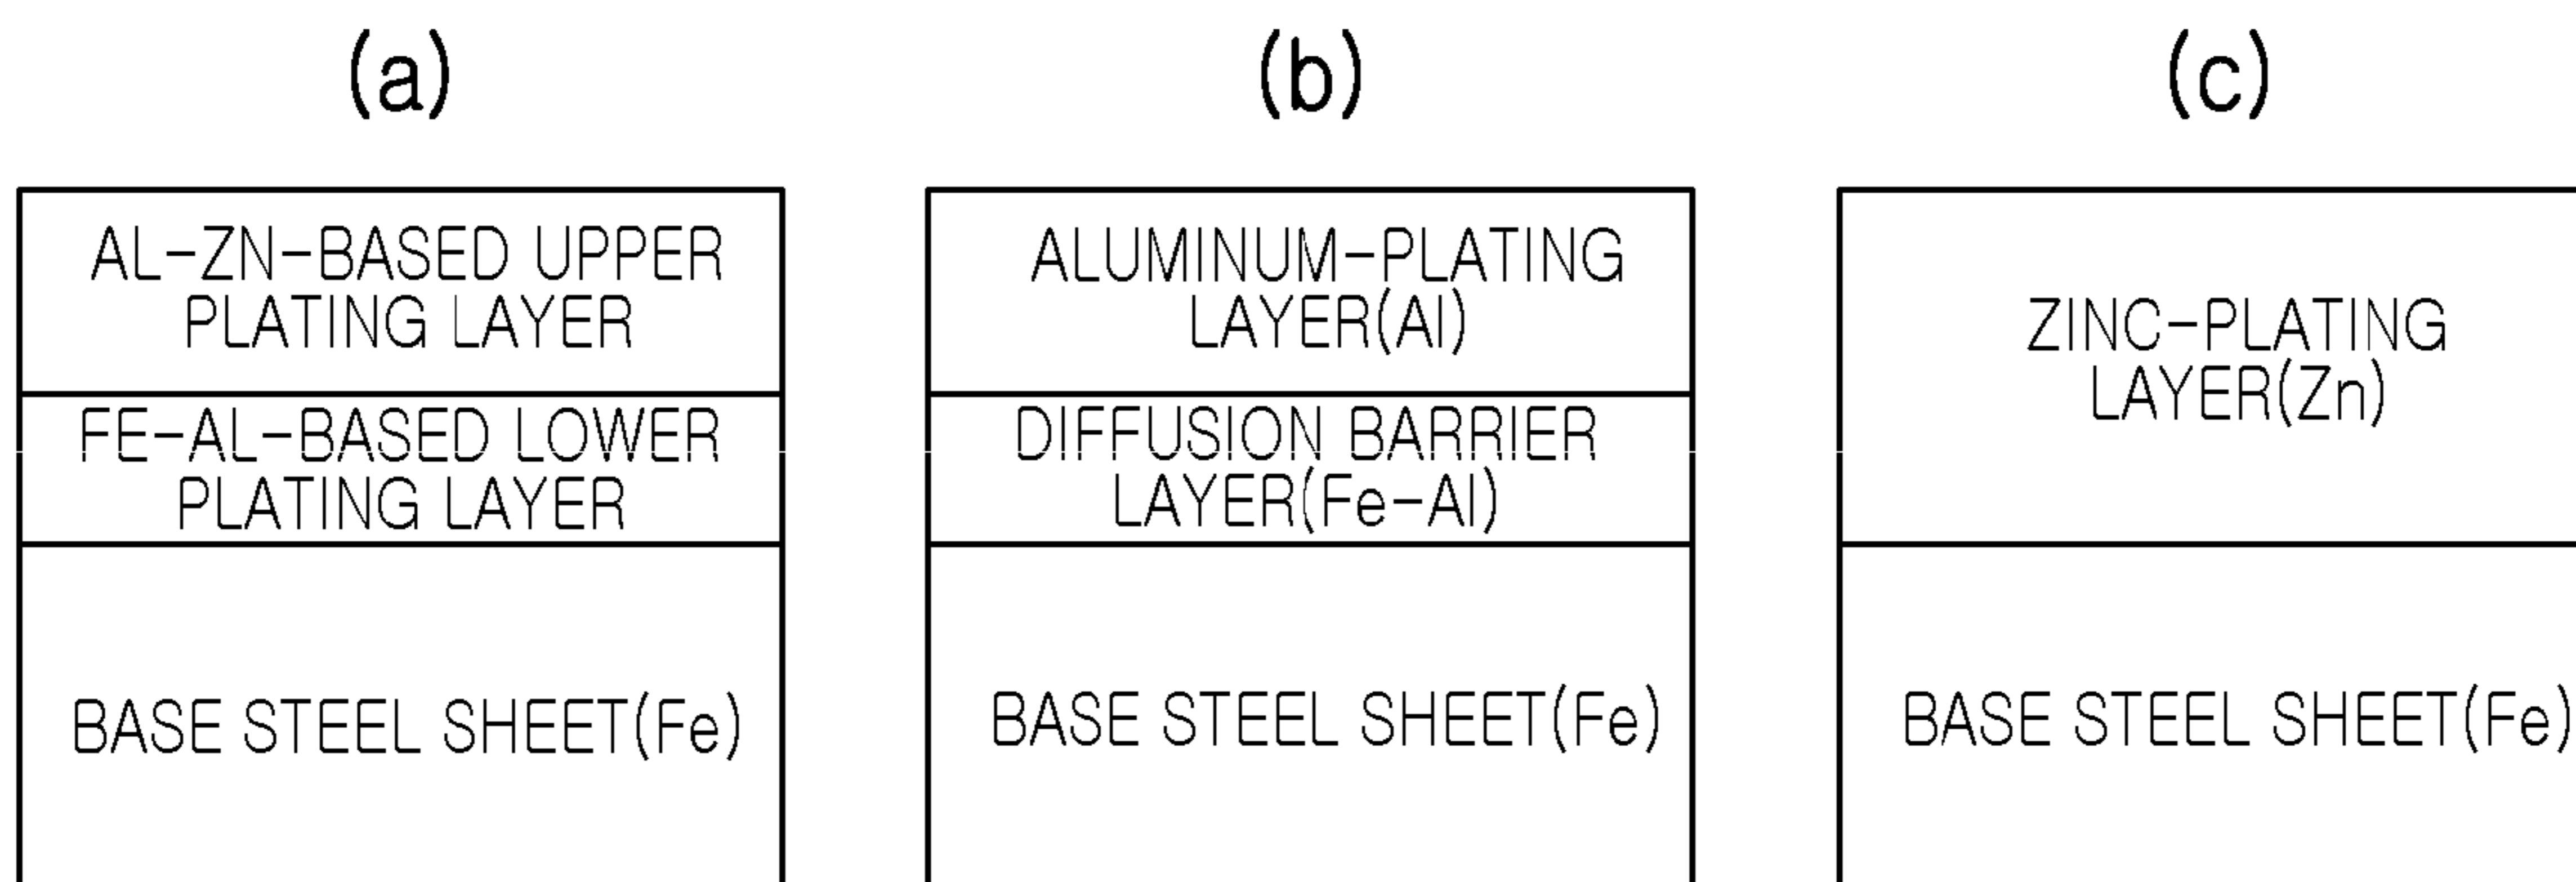 (a)
(b)
(c)
AL-ZN-BASED UPPER
PLATING LAYER
FE-AL-BASED LOWER
PLATING LAYER
BASE STEEL SHEET(Fe)
ALUMINUM-PLATING
LAYER(Al)
DIFFUSION BARRIER
LAYER(Fe-Al)
BASE STEEL SHEET(Fe)
ZINC-PLATING
LAYER(Zn)
BASE STEEL SHEET(Fe)